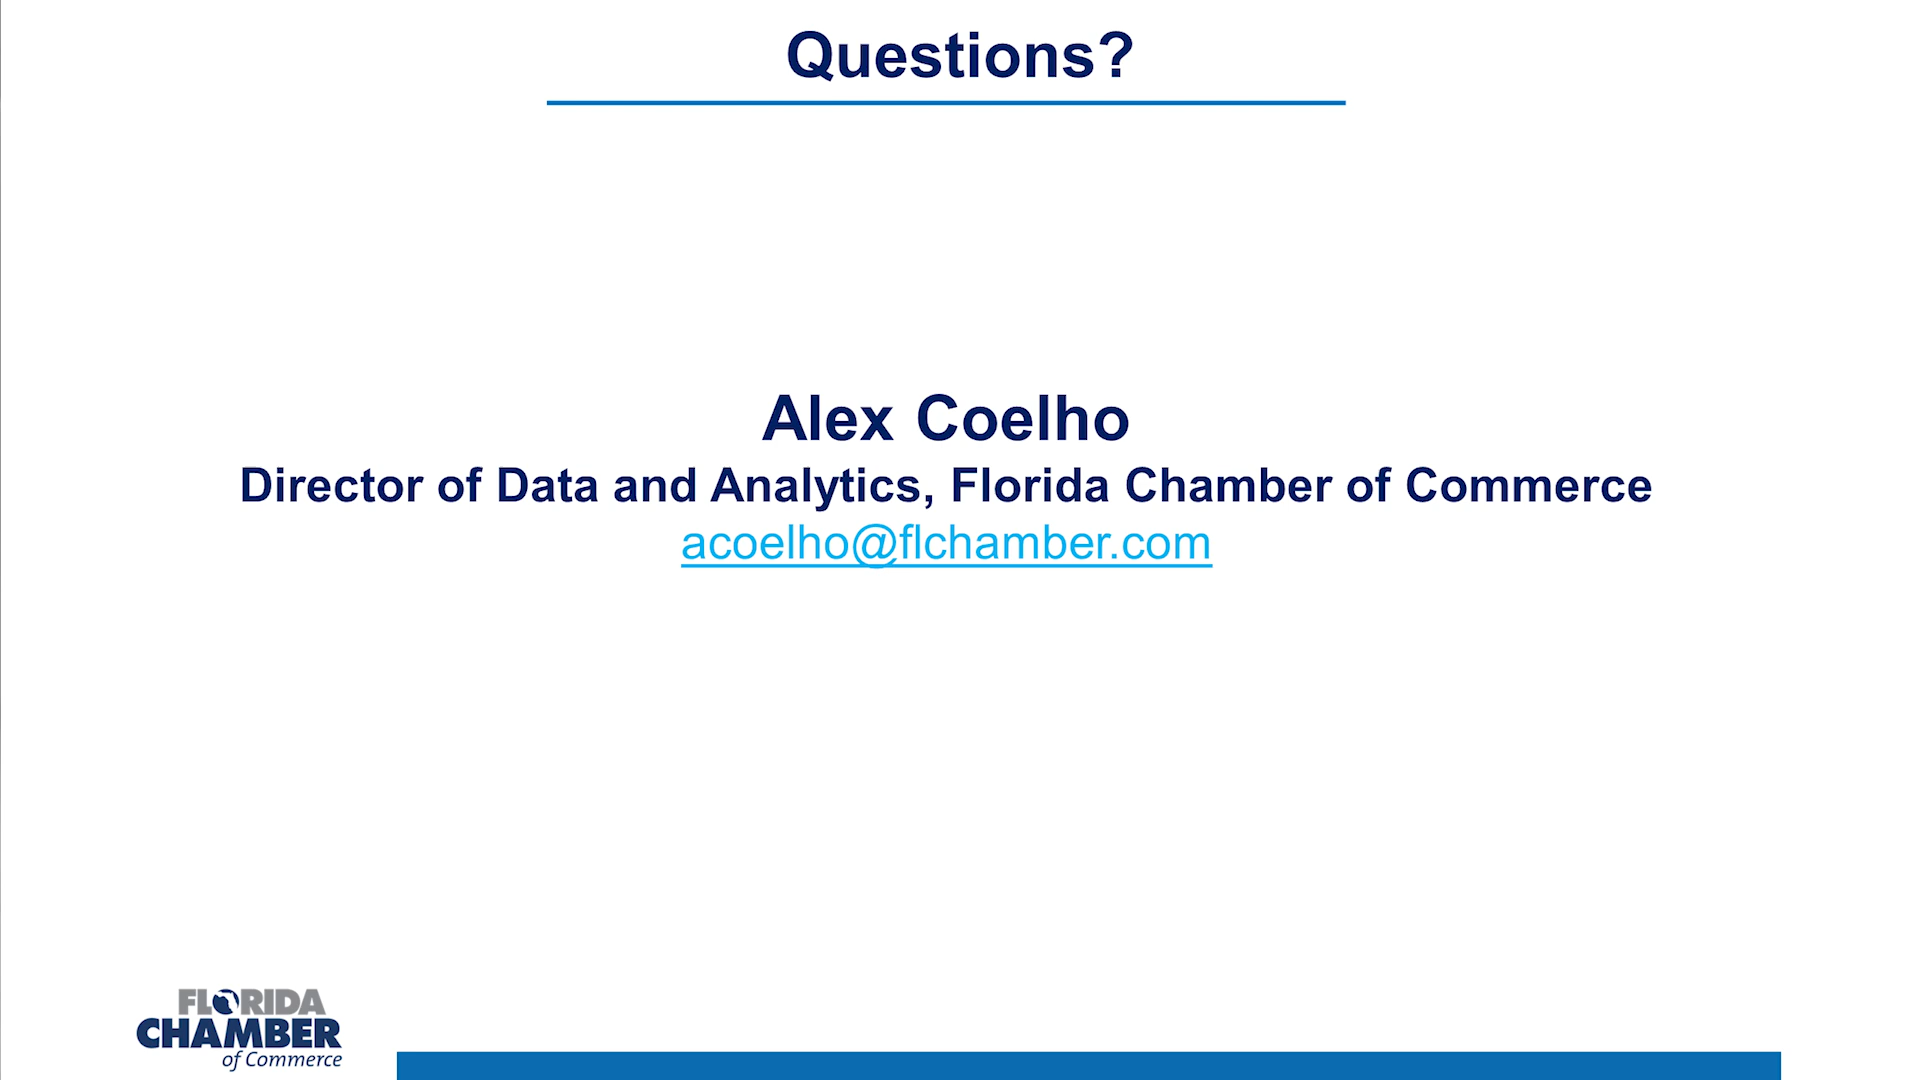 Questions?
Alex Coelho
Director of Data and Analytics, Florida Chamber of Commerce
acoelho@flchamber.com
FLORIDA
CHAMBER
of Commerce